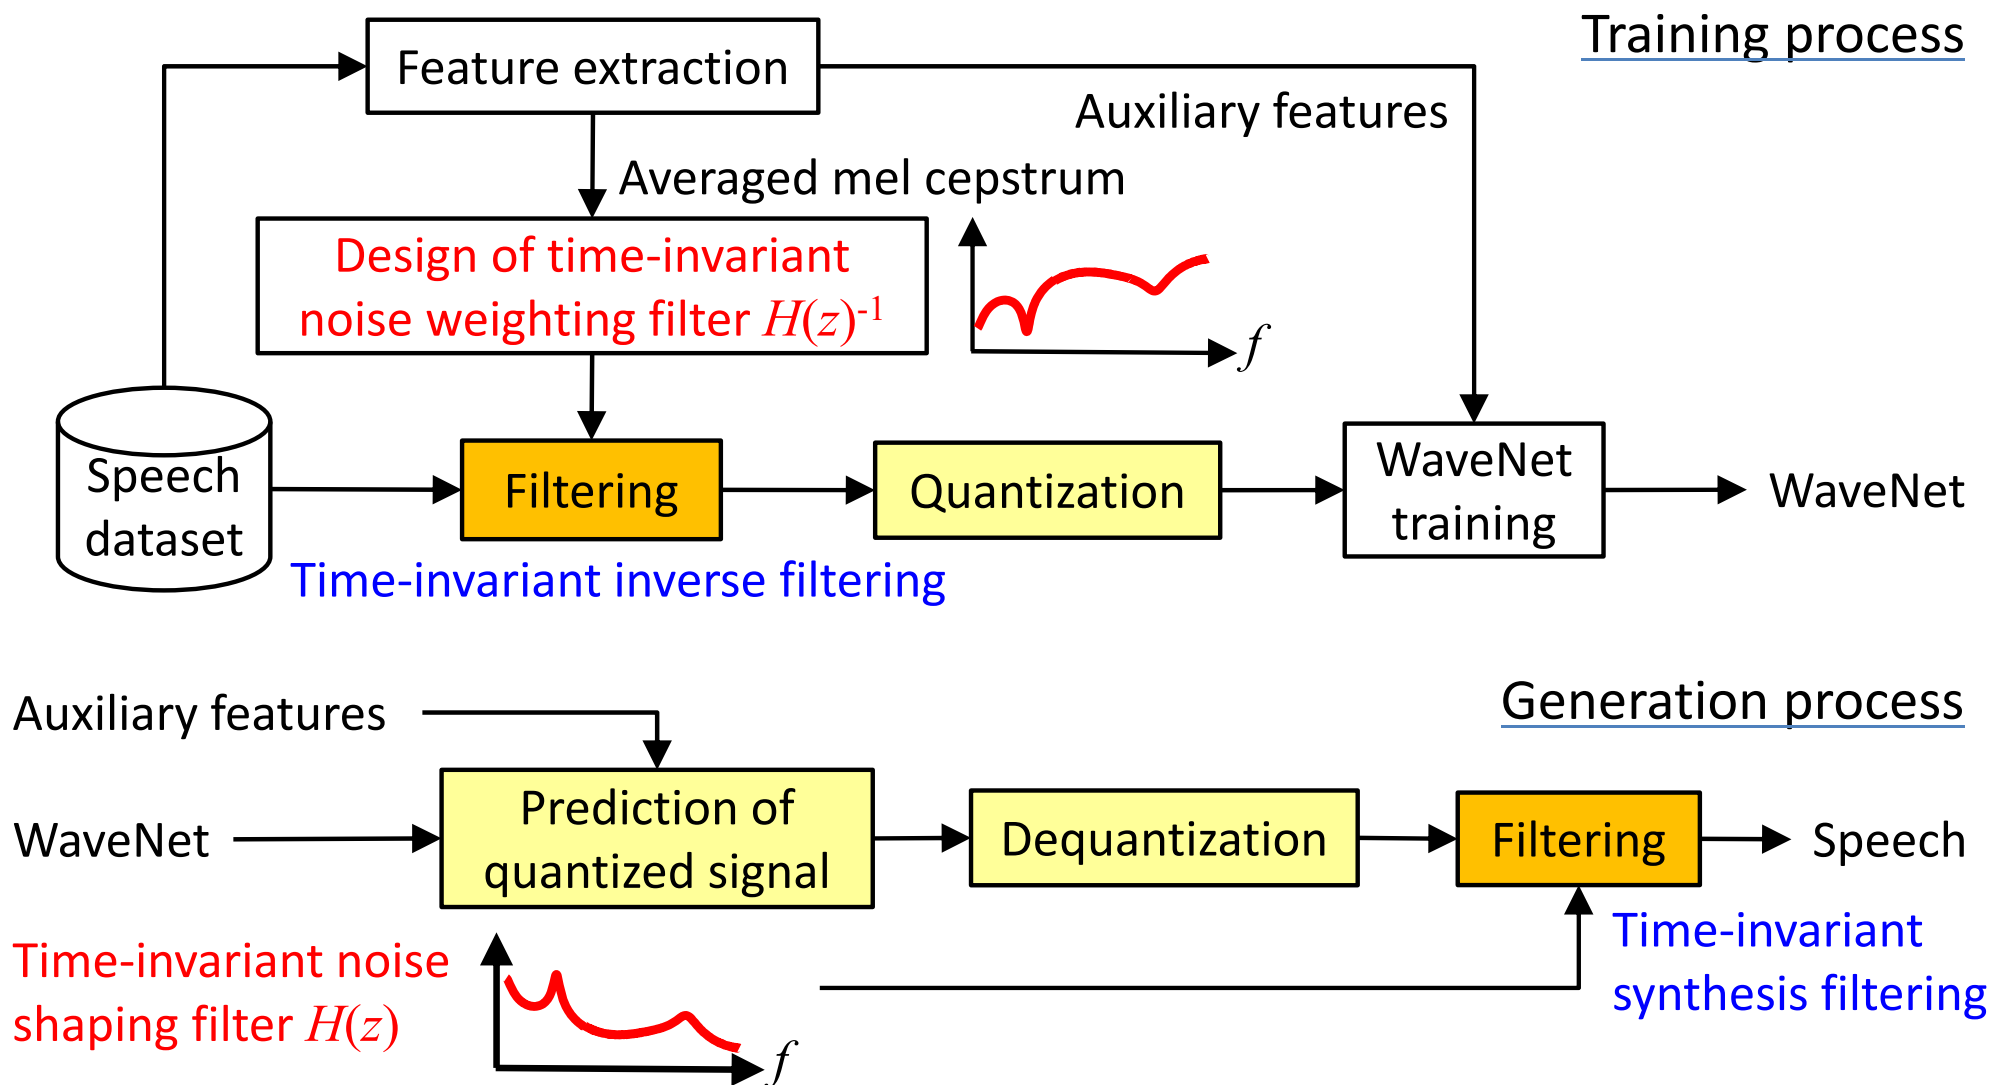 Training process
Feature extraction
Auxiliary features
Averaged mel cepstrum
Design of time-invariant
noise weighting filter H(z)⁻¹
f
Speech
dataset
Filtering
Quantization
WaveNet
training
WaveNet
Time-invariant inverse filtering
Generation process
Auxiliary features
WaveNet
Prediction of
quantized signal
Dequantization
Filtering
Speech
Time-invariant noise
shaping filter H(z)
f
Time-invariant
synthesis filtering